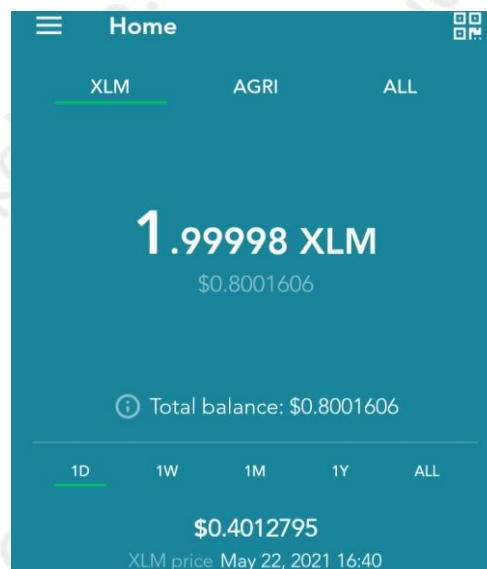 Home
XLM AGRI ALL
1.99998 XLM
$0.8001606
Total balance: $0.8001606
1D 1W 1M 1Y ALL
$0.4012795
XLM price May 22, 2021 16:40